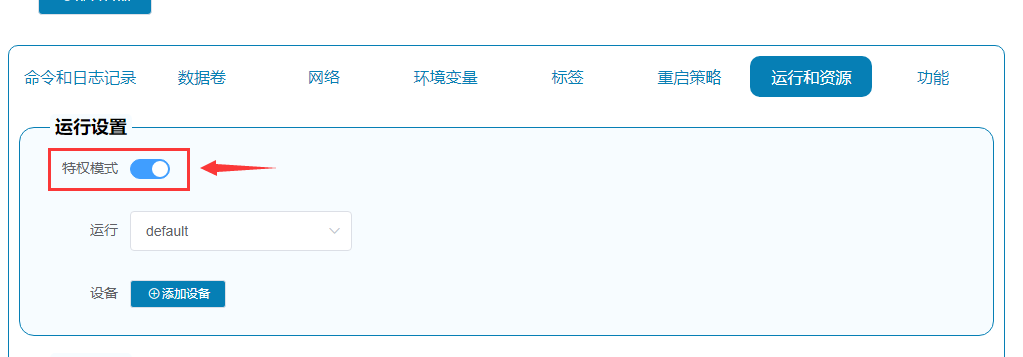 命令和日志记录 数据卷 网络 环境变量 标签 重启策略 运行和资源 功能
运行设置
特权模式
运行 default
设备 添加设备